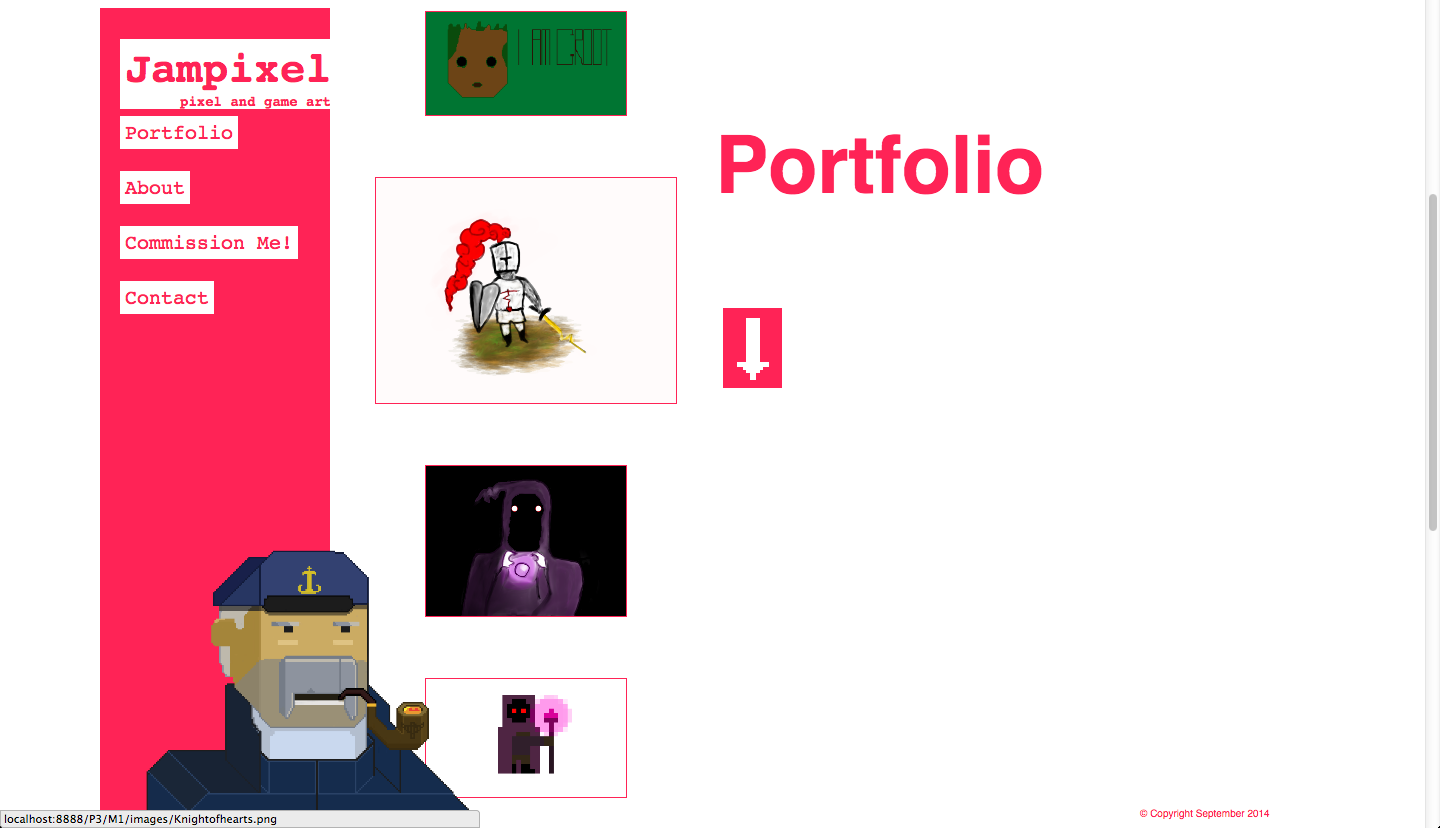 Jampixel
pixel and game art
Portfolio
About
Commission Me!
Contact
I AM GROOT
Portfolio
© Copyright September 2014
localhost:8888/P3/M1/images/Knightofhearts.png